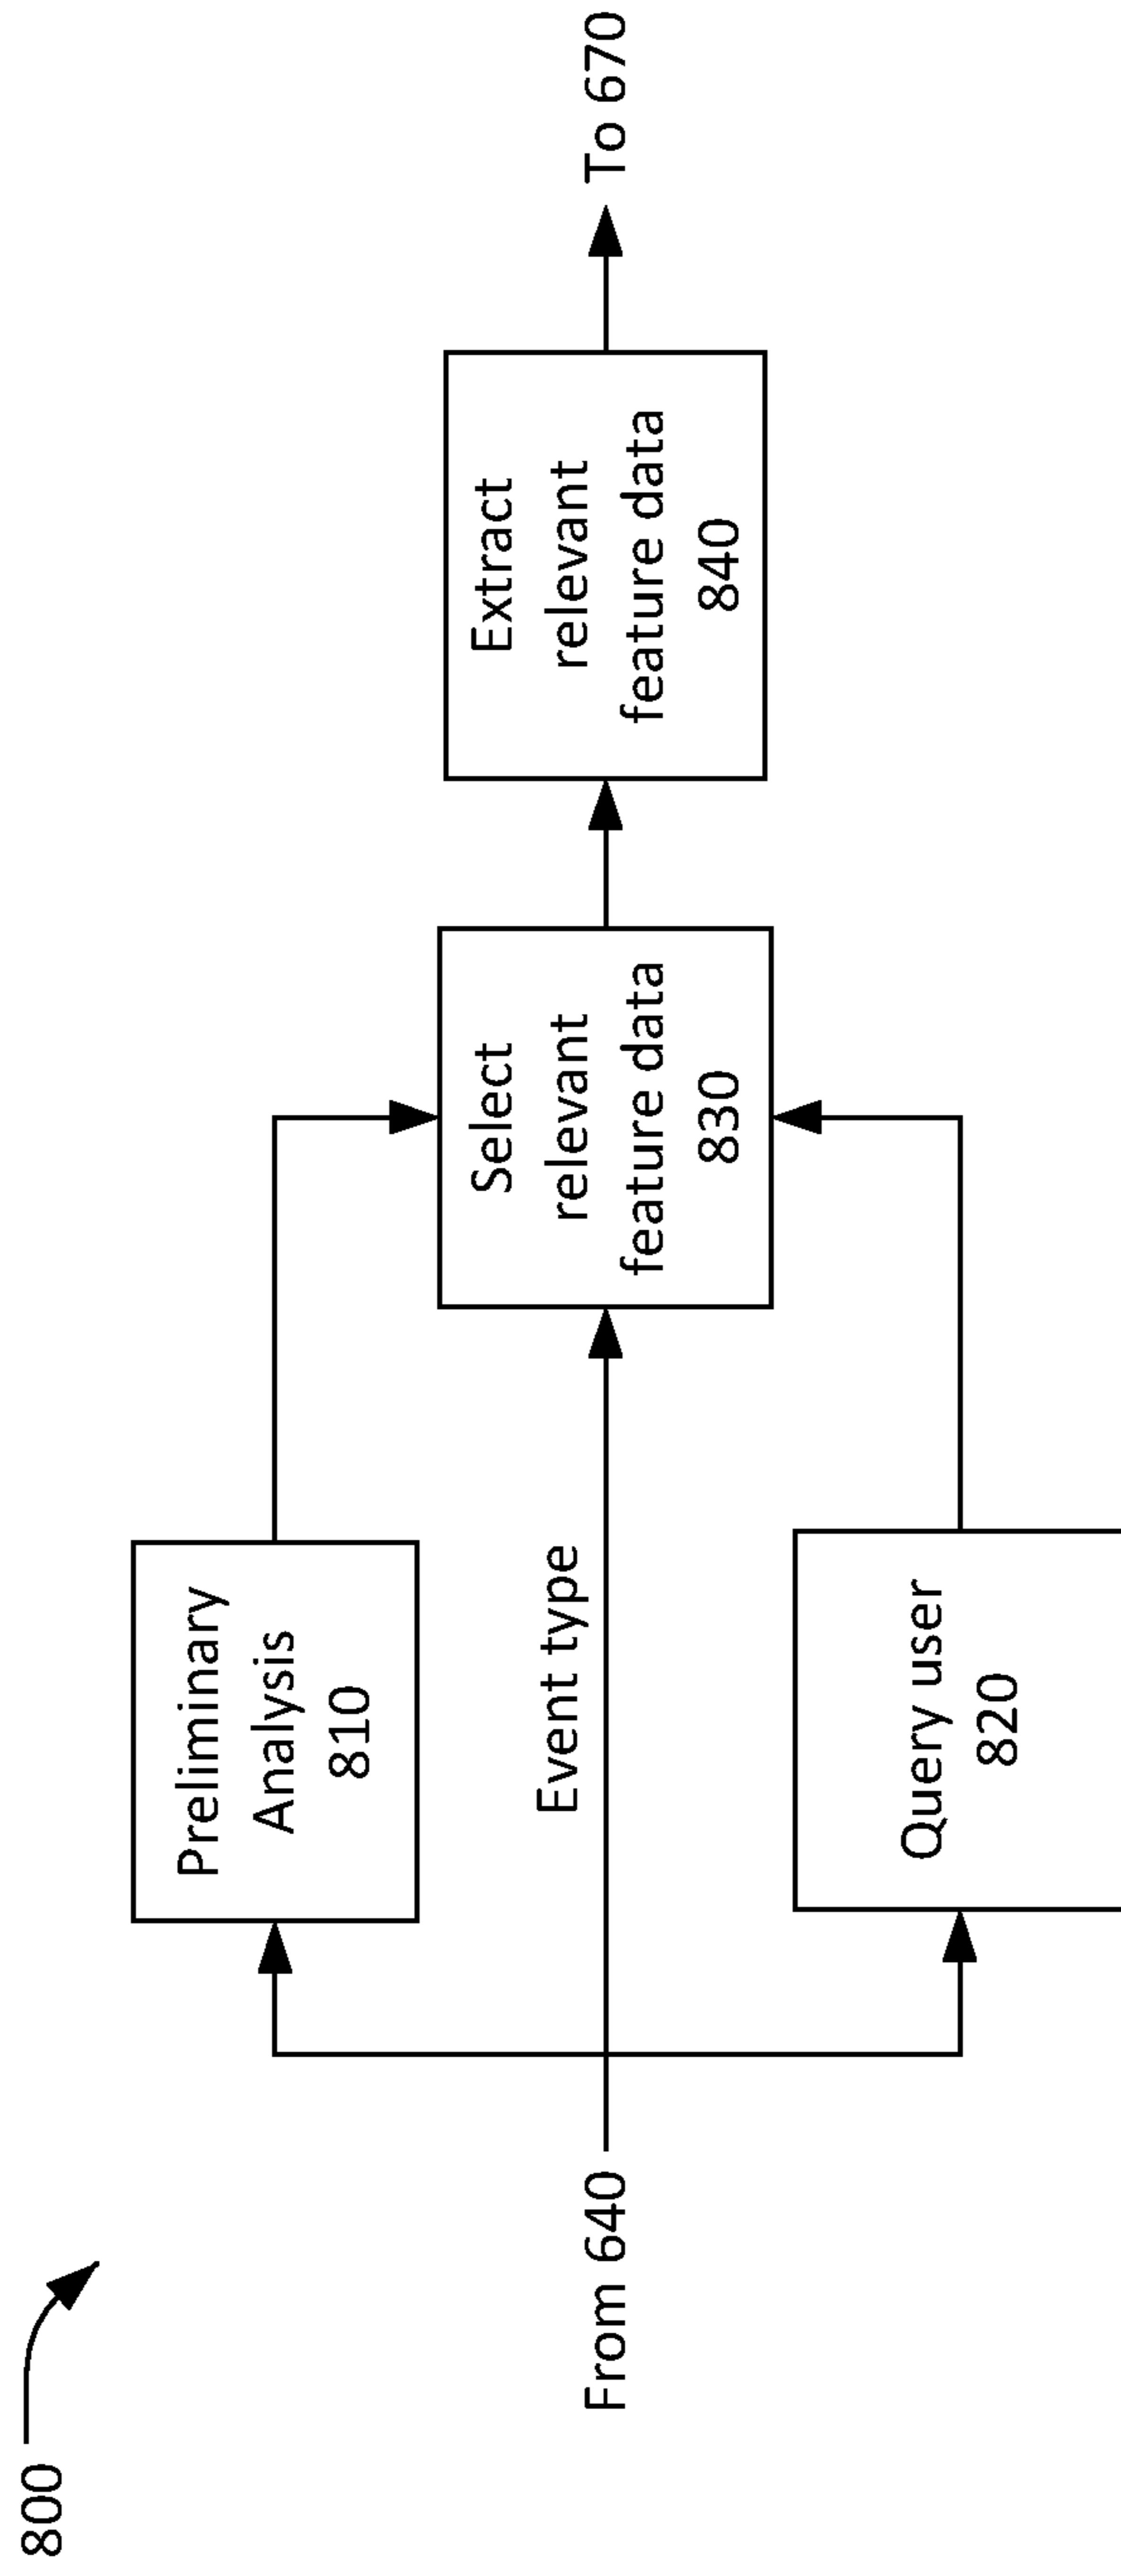 800
Preliminary
Analysis
810
From 640
Event type
Query user
820
Select
relevant
feature data
830
Extract
relevant
feature data
840
To 670